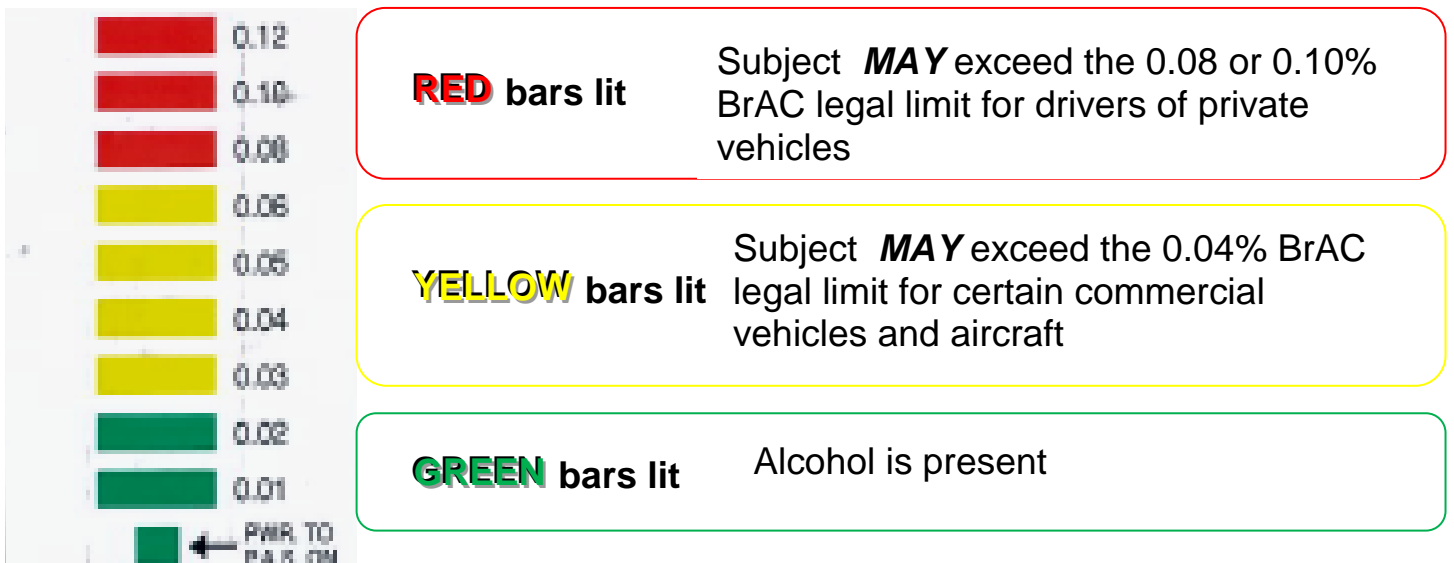 0.12
0.10
0.08
0.06
0.05
0.04
0.03
0.02
0.01
PWR. TO
P.A.S. ON
RED bars lit
Subject MAY exceed the 0.08 or 0.10%
BrAC legal limit for drivers of private
vehicles
YELLOW bars lit
Subject MAY exceed the 0.04% BrAC
legal limit for certain commercial
vehicles and aircraft
GREEN bars lit
Alcohol is present